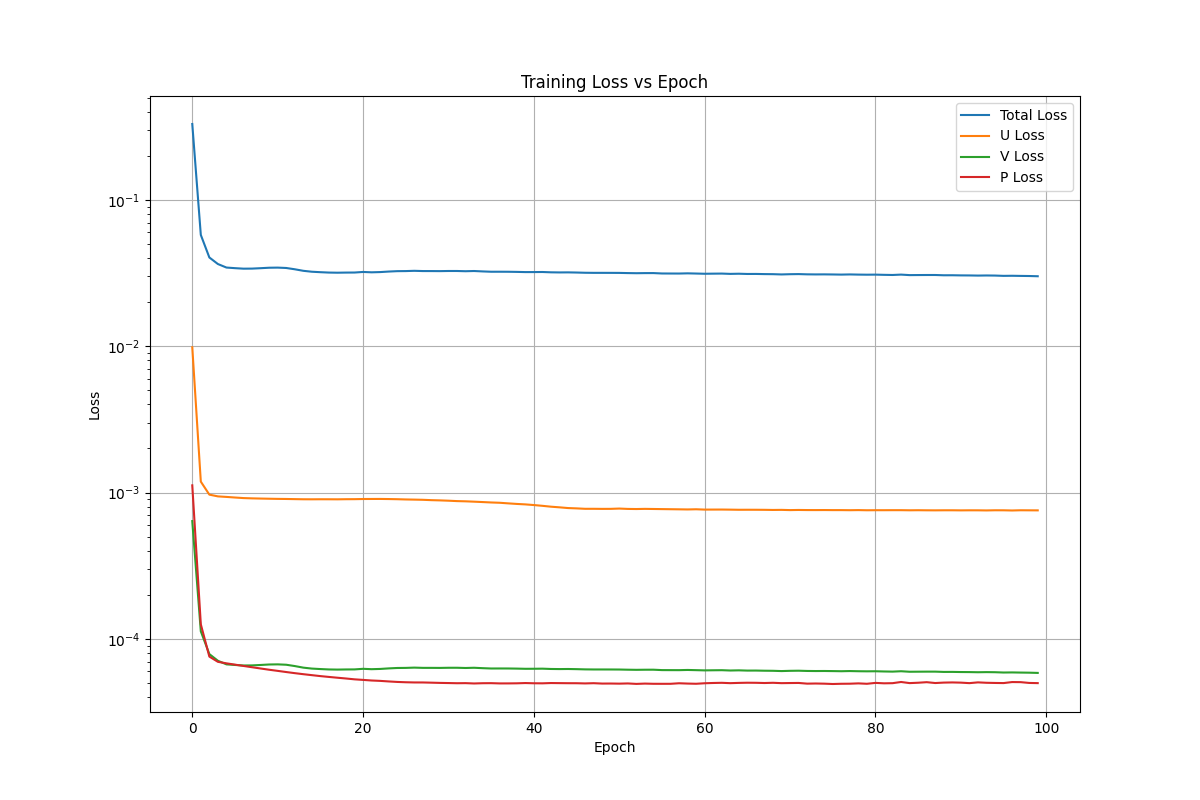 Training Loss vs Epoch
Total Loss
U Loss
V Loss
P Loss
10⁻¹
10⁻²
10⁻³
10⁻⁴
Loss
0 20 40 60 80 100
Epoch